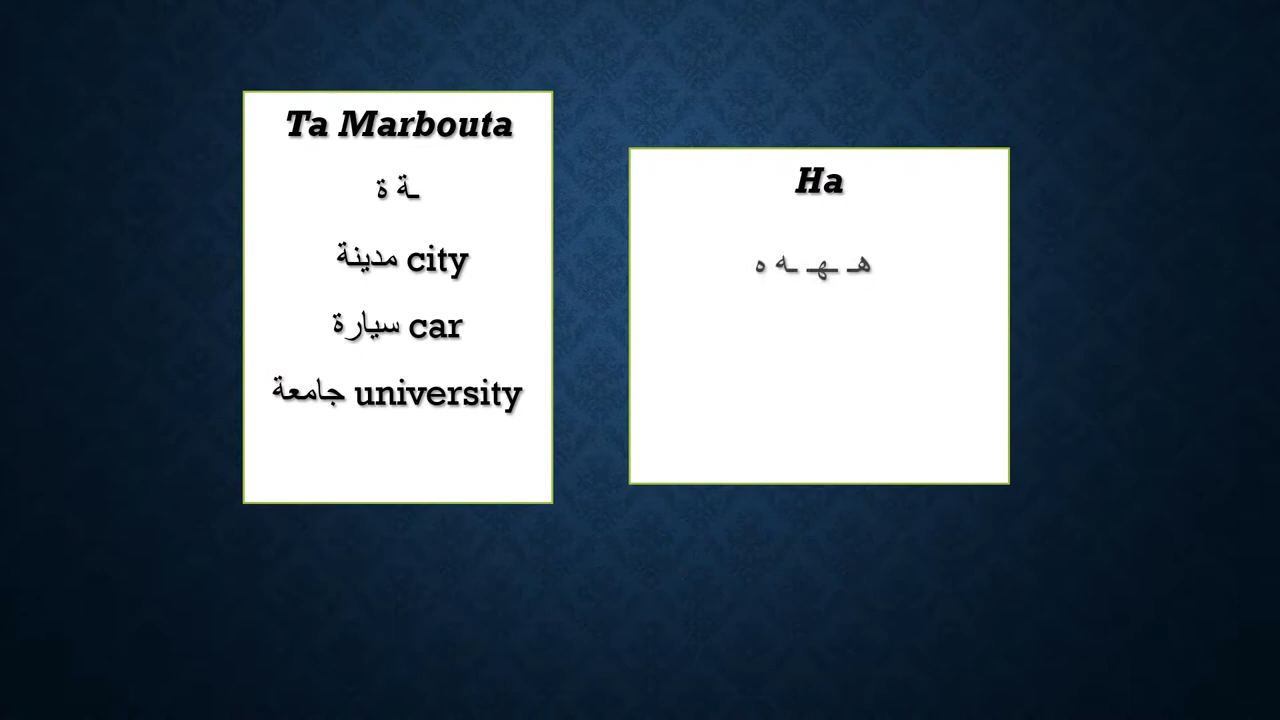 Ta Marbouta
ـة ة
مدينة city
سيارة car
جامعة university
Ha
هـ ـهـ ـه ه